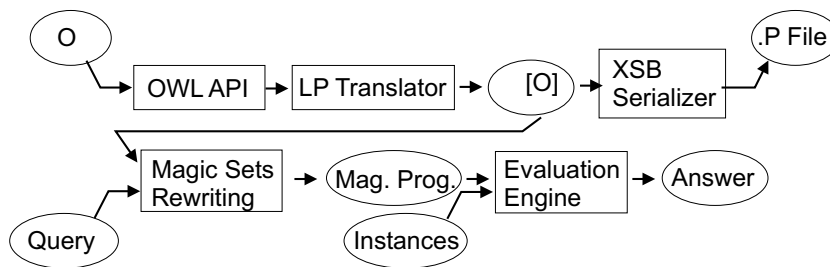 O
.P File
OWL API
LP Translator
[O]
XSB
Serializer
Magic Sets
Rewriting
Mag. Prog.
Evaluation
Engine
Answer
Query
Instances